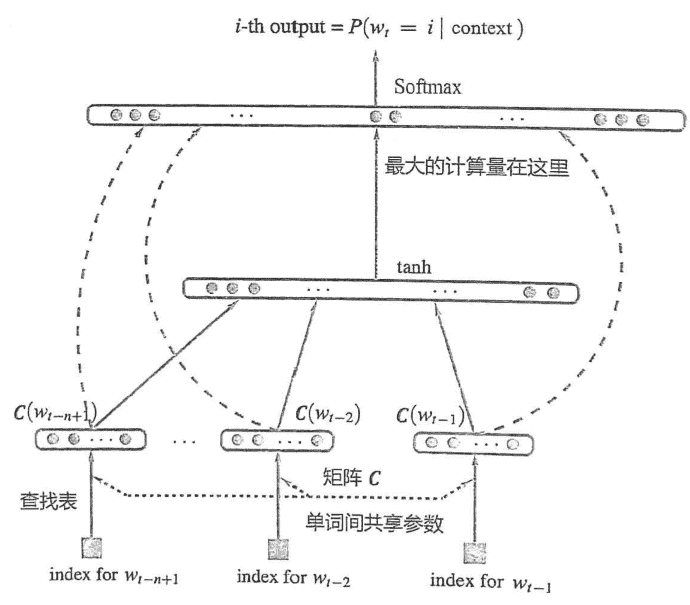 i-th output = P(w_t = i | context )
Softmax
...
...
最大的计算量在这里
tanh
...
...
C(w_{t-n+1})
C(w_{t-2})
C(w_{t-1})
...
...
...
...
矩阵 C
查找表
单词间共享参数
index for w_{t-n+1}
index for w_{t-2}
index for w_{t-1}